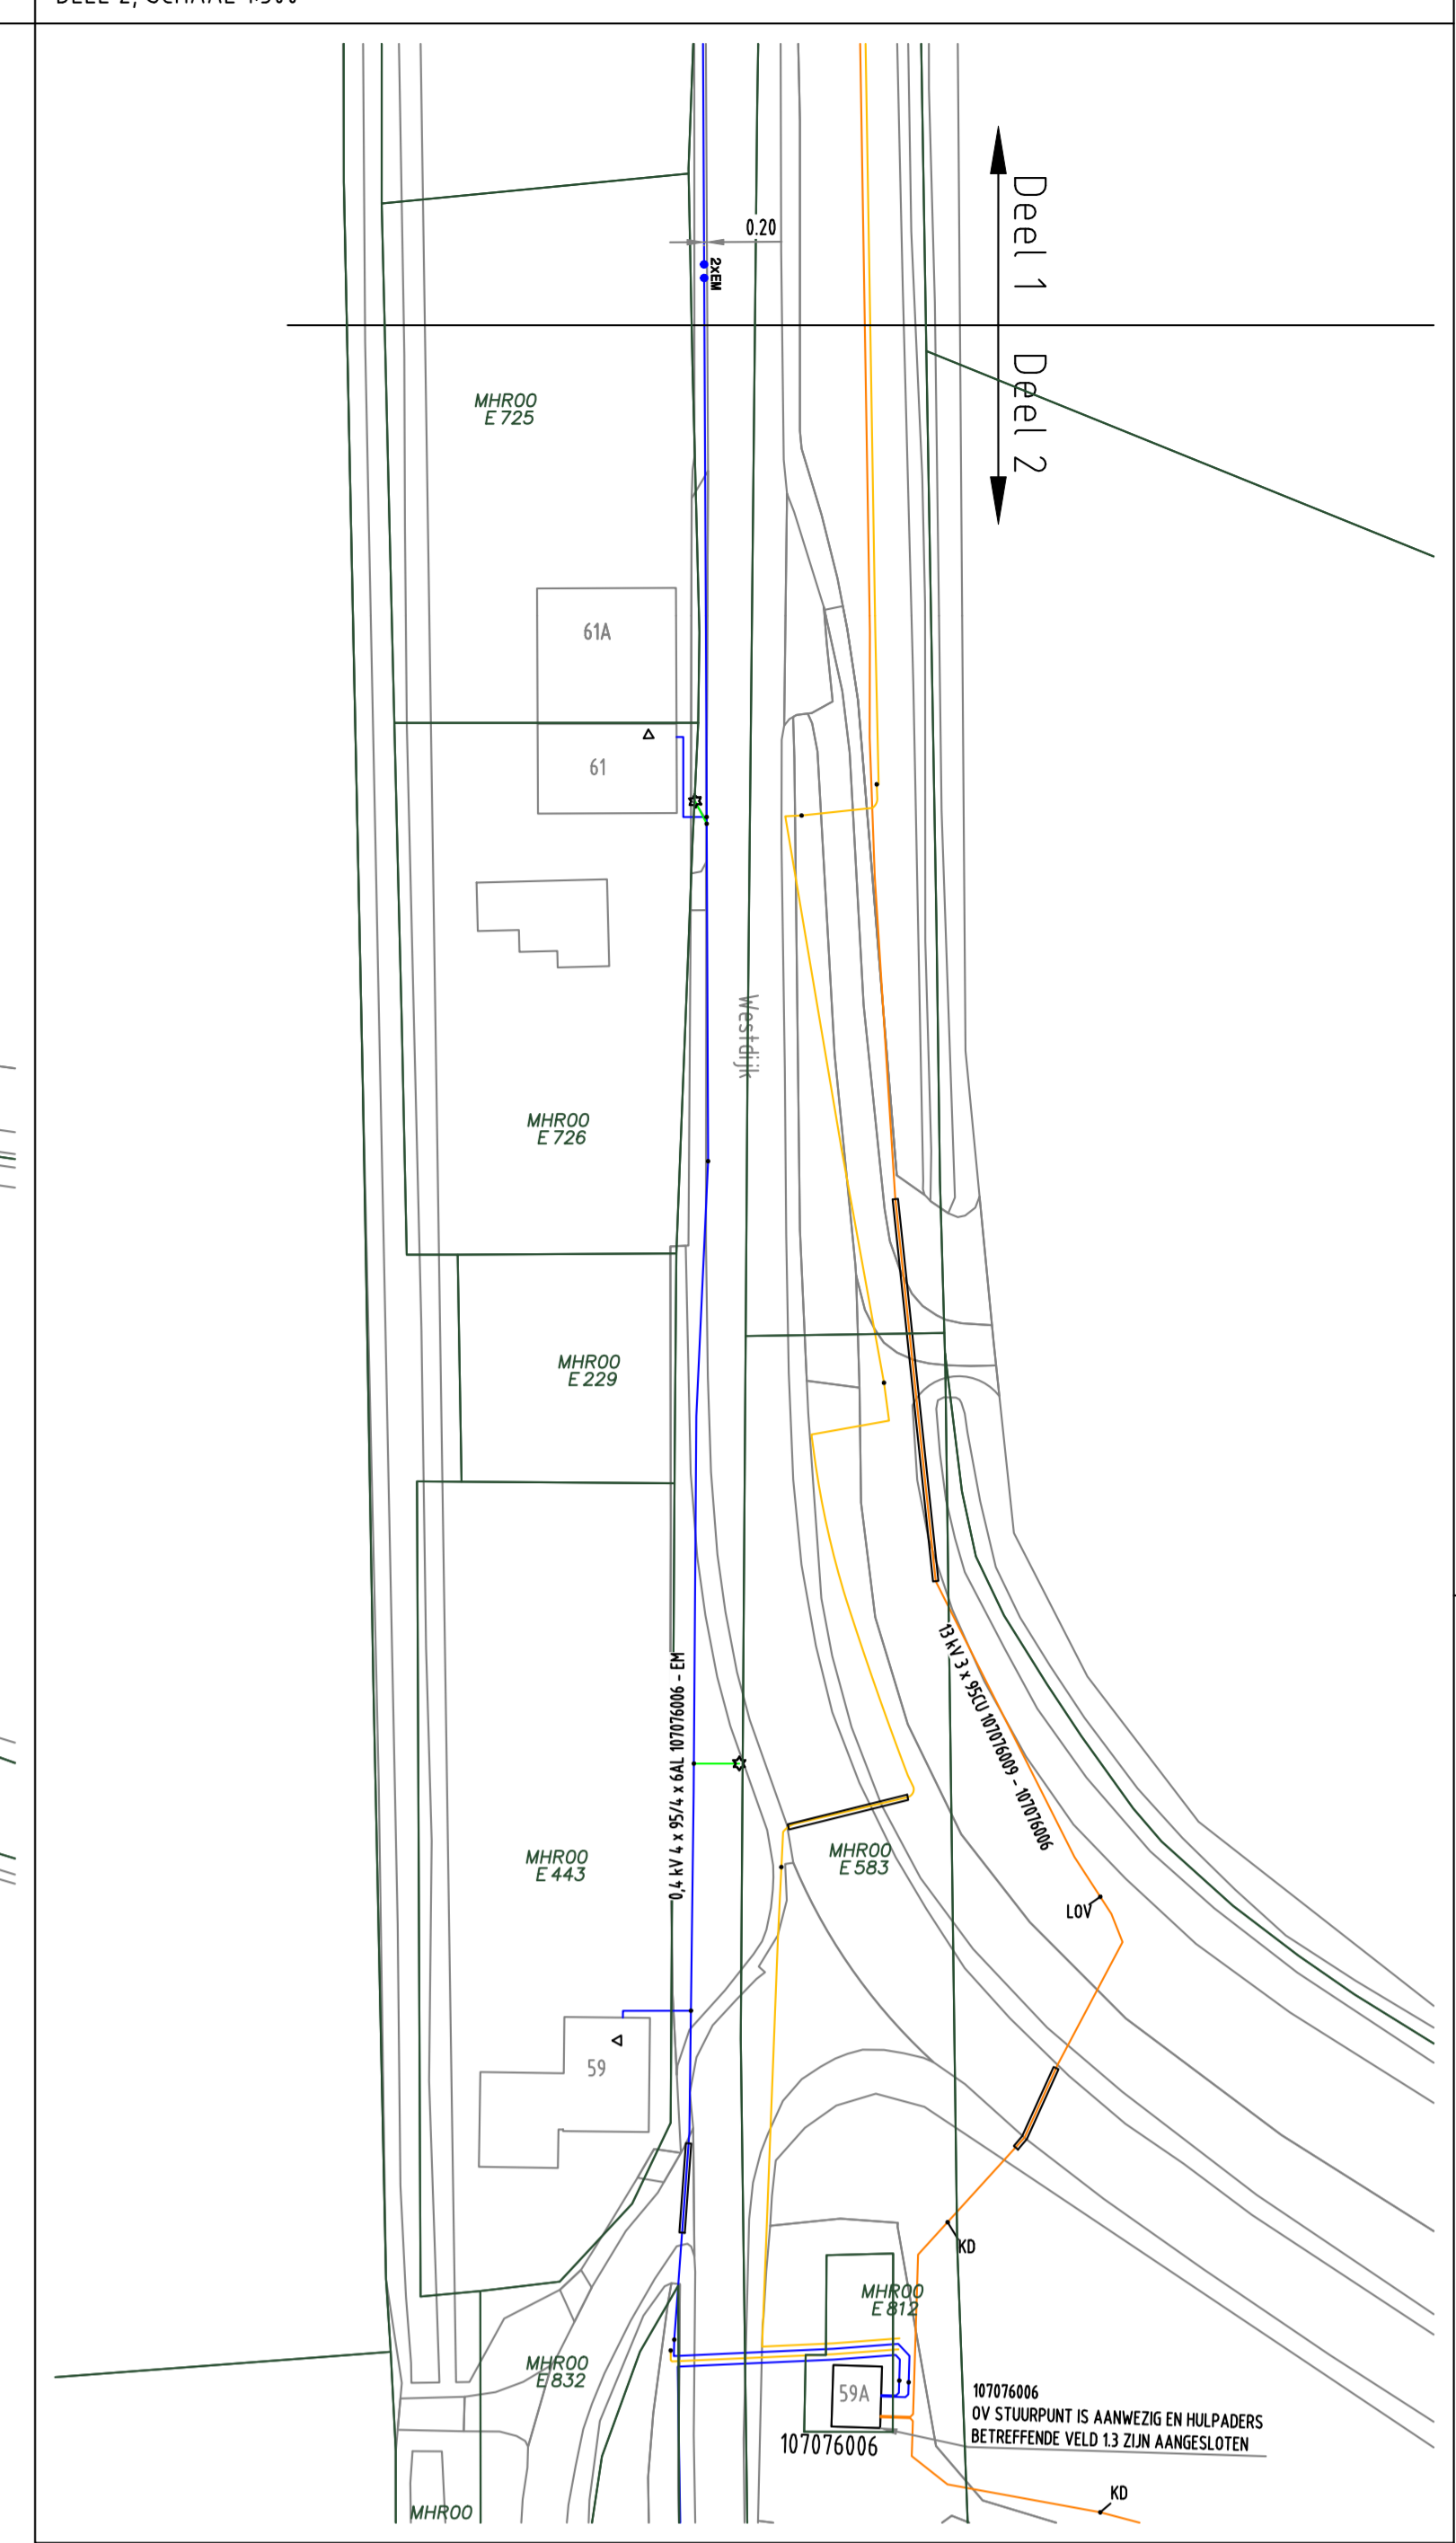 Deel 1
0.20
2xEM
Deel 2
MHR00
E 725
61A
61
Westdijk
MHR00
E 726
MHR00
E 229
13 kV 3 x 95CU 107076009 - 107076006
0,4 kV 4 x 95/4 x 6AL 107076006 - EM
MHR00
E 443
MHR00
E 583
LOV
59
KD
MHR00
E 812
MHR00
E 832
59A
107076006
107076006
OV STUURPUNT IS AANWEZIG EN HULPADERS
BETREFFENDE VELD 1.3 ZIJN AANGESLOTEN
KD
MHR00